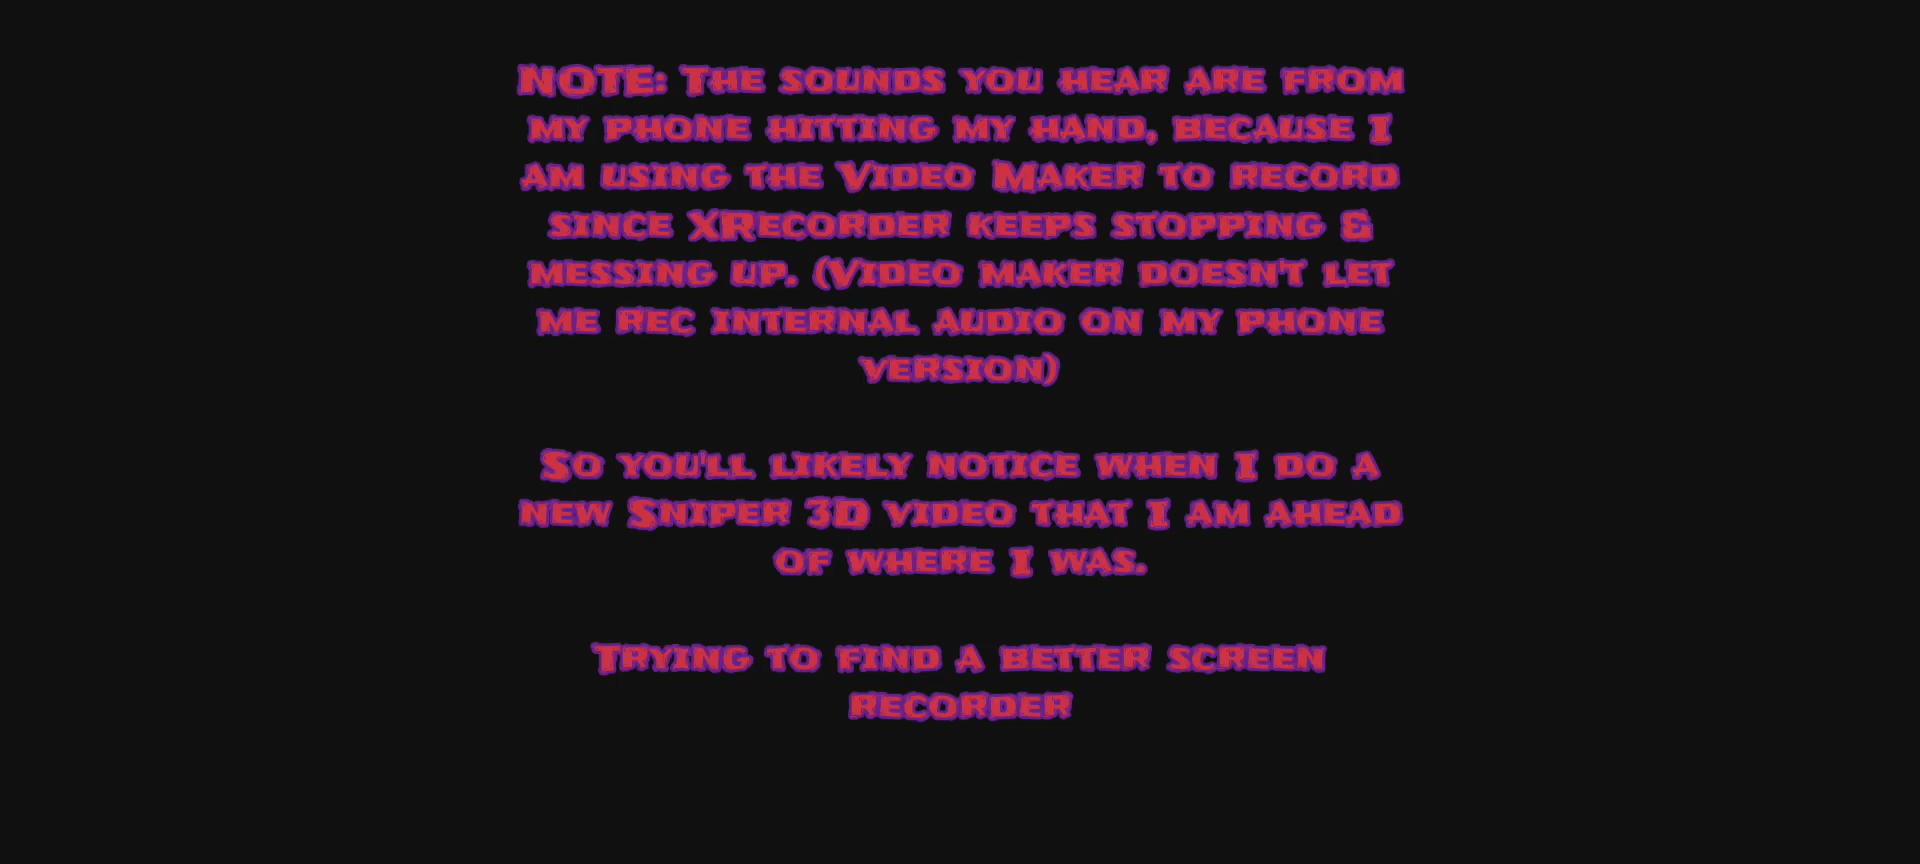 NOTE: The sounds you hear are from
my phone hitting my hand, because I
am using the Video Maker to record
since XRecorder keeps stopping &
messing up. (Video maker doesn't let
me rec internal audio on my phone
version)
So you'll likely notice when I do a
new Sniper 3D video that I am ahead
of where I was.
Trying to find a better screen
recorder